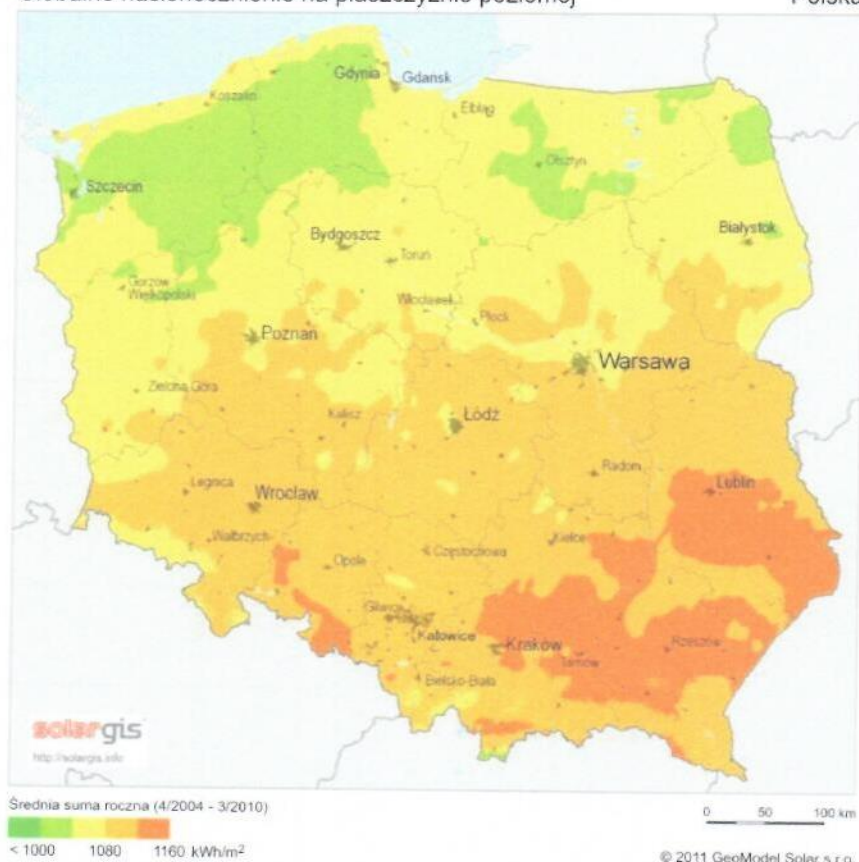 Polska
Gdynia
Gdańsk
Koszalin
Elbląg
Olsztyn
Szczecin
Białystok
Bydgoszcz
Toruń
Gorzów
Wielkopolski
Włocławek
Płock
Poznań
Warsawa
Zielona Góra
Kalisz
Łódź
Radom
Legnica
Wrocław
Lublin
Wałbrzych
Częstochowa
Kielce
Opole
Katowice
Kraków
Tarnów
Rzeszów
Bielsko-Biała
solargis
http://solargis.info
Średnia suma roczna (4/2004 - 3/2010)
0 50 100 km
< 1000 1080 1160 kWh/m²
© 2011 GeoModel Solar s.r.o.